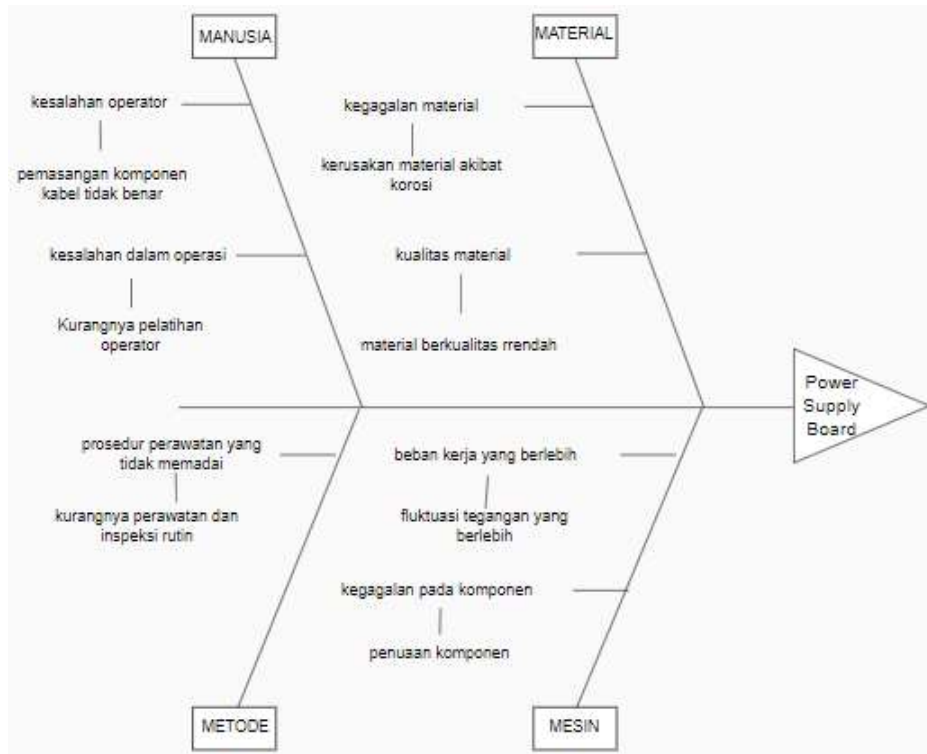 MANUSIA
MATERIAL
kesalahan operator
pemasangan komponen
kabel tidak benar
kesalahan dalam operasi
Kurangnya pelatihan
operator
kegagalan material
kerusakan material akibat
korosi
kualitas material
material berkualitas rrendah
Power
Supply
Board
prosedur perawatan yang
tidak memadai
kurangnya perawatan dan
inspeksi rutin
beban kerja yang berlebih
fluktuasi tegangan yang
berlebih
kegagalan pada komponen
penuaan komponen
METODE
MESIN